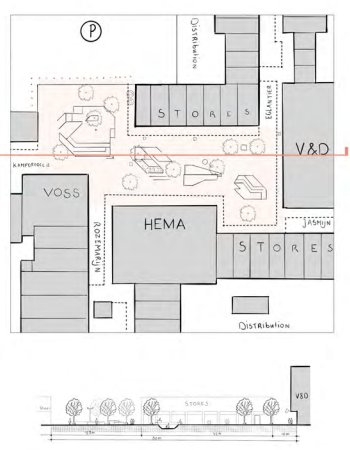 P
DISTRIBUTION
STORES
EGLANTIER
V&D
KAMPERFOELIE
VOSS
ROZEMARIJN
HEMA
JASMIJN
STORES
DISTRIBUTION
STORES
V&D